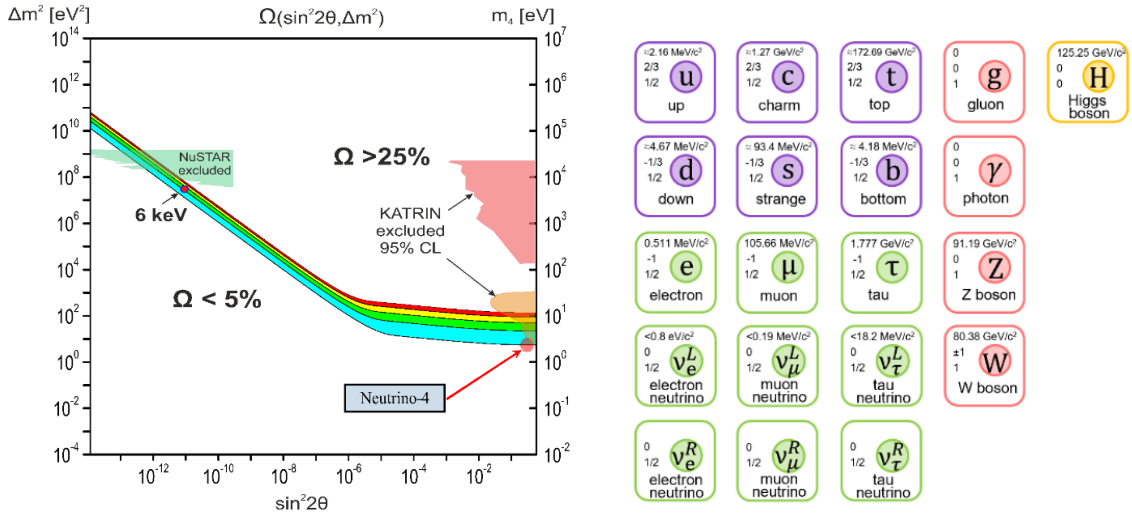 Δm² [eV²]
Ω(sin²2θ,Δm²)
m₄ [eV]
10¹⁴
10¹²
10¹⁰
10⁸
10⁶
10⁴
10²
10⁰
10⁻²
10⁻⁴
10⁷
10⁶
10⁵
10⁴
10³
10²
10¹
10⁰
10⁻¹
10⁻²
NuSTAR
excluded
Ω >25%
6 keV
KATRIN
excluded
95% CL
Ω < 5%
Neutrino-4
10⁻¹² 10⁻¹⁰ 10⁻⁸ 10⁻⁶ 10⁻⁴ 10⁻²
sin²2θ
≈2.16 MeV/c²
2/3
1/2
u
up
≈1.27 GeV/c²
2/3
1/2
c
charm
≈172.69 GeV/c²
2/3
1/2
t
top
0
0
1
g
gluon
125.25 GeV/c²
0
0
H
Higgs
boson
≈4.67 MeV/c²
-1/3
1/2
d
down
≈ 93.4 MeV/c²
-1/3
1/2
s
strange
≈ 4.18 MeV/c²
-1/3
1/2
b
bottom
0
0
1
γ
photon
0.511 MeV/c²
-1
1/2
e
electron
105.66 MeV/c²
-1
1/2
μ
muon
1.777 GeV/c²
-1
1/2
τ
tau
91.19 GeV/c²
0
1
Z
Z boson
<0.8 eV/c²
0
1/2
νₑᴸ
electron
neutrino
<0.19 MeV/c²
0
1/2
ν_μ^L
muon
neutrino
<18.2 MeV/c²
0
1/2
ν_τ^L
tau
neutrino
80.38 GeV/c²
±1
1
W
W boson
0
1/2
νₑᴿ
electron
neutrino
0
1/2
ν_μ^R
muon
neutrino
0
1/2
ν_τ^R
tau
neutrino